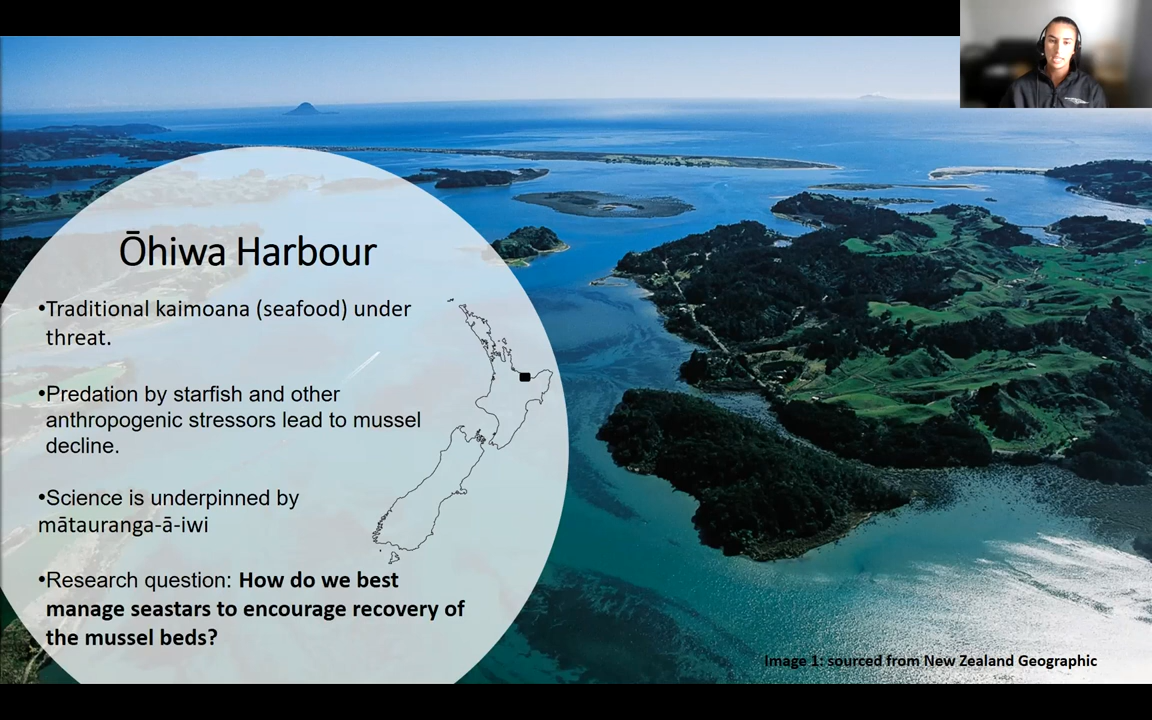 Ōhiwa Harbour
•Traditional kaimoana (seafood) under
threat.
•Predation by starfish and other
anthropogenic stressors lead to mussel
decline.
•Science is underpinned by
mātauranga-ā-iwi
•Research question: How do we best
manage seastars to encourage recovery of
the mussel beds?
Image 1: sourced from New Zealand Geographic